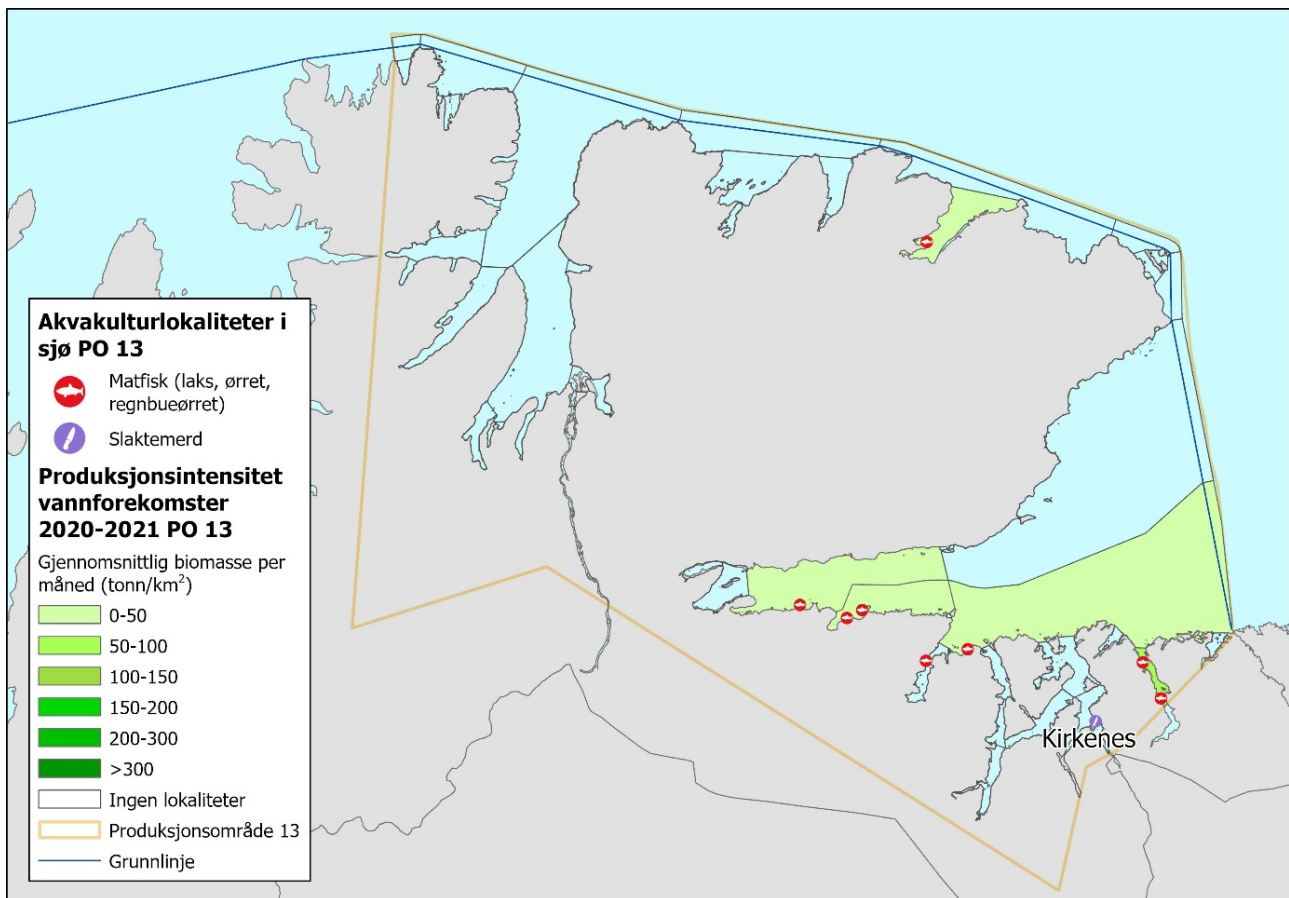 Akvakulturlokaliteter i
sjø PO 13
Matfisk (laks, ørret,
regnbueørret)
Slaktemerd
Produksjonsintensitet
vannforekomster
2020-2021 PO 13
Gjennomsnittlig biomasse per
måned (tonn/km²)
0-50
50-100
100-150
150-200
200-300
>300
Ingen lokaliteter
Produksjonsområde 13
Grunnlinje
Kirkenes